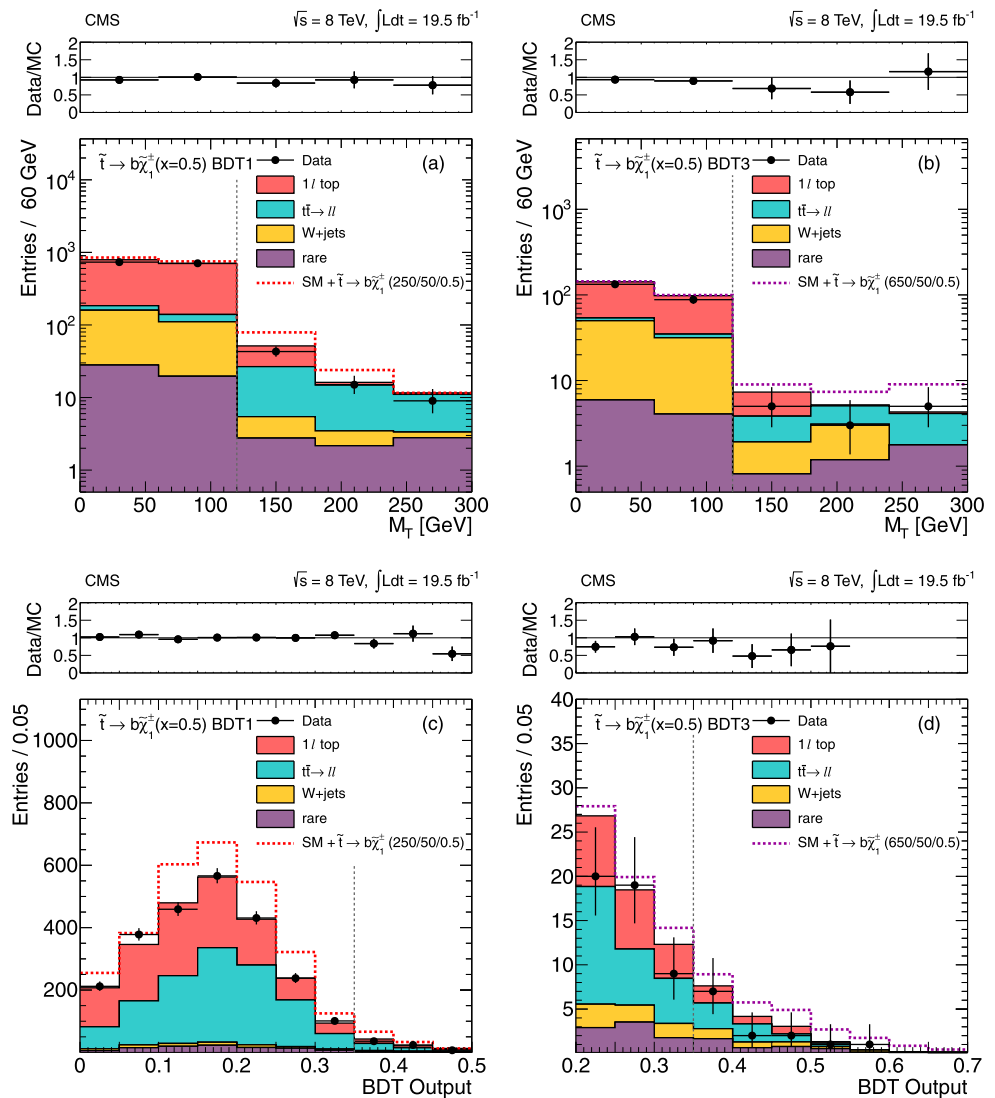 CMS √s = 8 TeV, ∫Ldt = 19.5 fb⁻¹
Data/MC
2
1.5
1
0.5
0
t̃ → bχ̃₁±(x=0.5) BDT1
(a)
Data
1l top
tt̄→ ll
W+jets
rare
SM + t̃ → bχ̃₁± (250/50/0.5)
Entries / 60 GeV
10⁴
10³
10²
10
1
0 50 100 150 200 250 300
M_T [GeV]
CMS √s = 8 TeV, ∫Ldt = 19.5 fb⁻¹
Data/MC
2
1.5
1
0.5
0
t̃ → bχ̃₁±(x=0.5) BDT3
(b)
Data
1l top
tt̄→ ll
W+jets
rare
SM + t̃ → bχ̃₁± (650/50/0.5)
Entries / 60 GeV
10³
10²
10
1
0 50 100 150 200 250 300
M_T [GeV]
CMS √s = 8 TeV, ∫Ldt = 19.5 fb⁻¹
Data/MC
2
1.5
1
0.5
0
t̃ → bχ̃₁±(x=0.5) BDT1
(c)
Data
1l top
tt̄→ ll
W+jets
rare
SM + t̃ → bχ̃₁± (250/50/0.5)
Entries / 0.05
1000
800
600
400
200
0 0.1 0.2 0.3 0.4 0.5
BDT Output
CMS √s = 8 TeV, ∫Ldt = 19.5 fb⁻¹
Data/MC
2
1.5
1
0.5
0
t̃ → bχ̃₁±(x=0.5) BDT3
(d)
Data
1l top
tt̄→ ll
W+jets
rare
SM + t̃ → bχ̃₁± (650/50/0.5)
Entries / 0.05
40
35
30
25
20
15
10
5
0.2 0.3 0.4 0.5 0.6 0.7
BDT Output